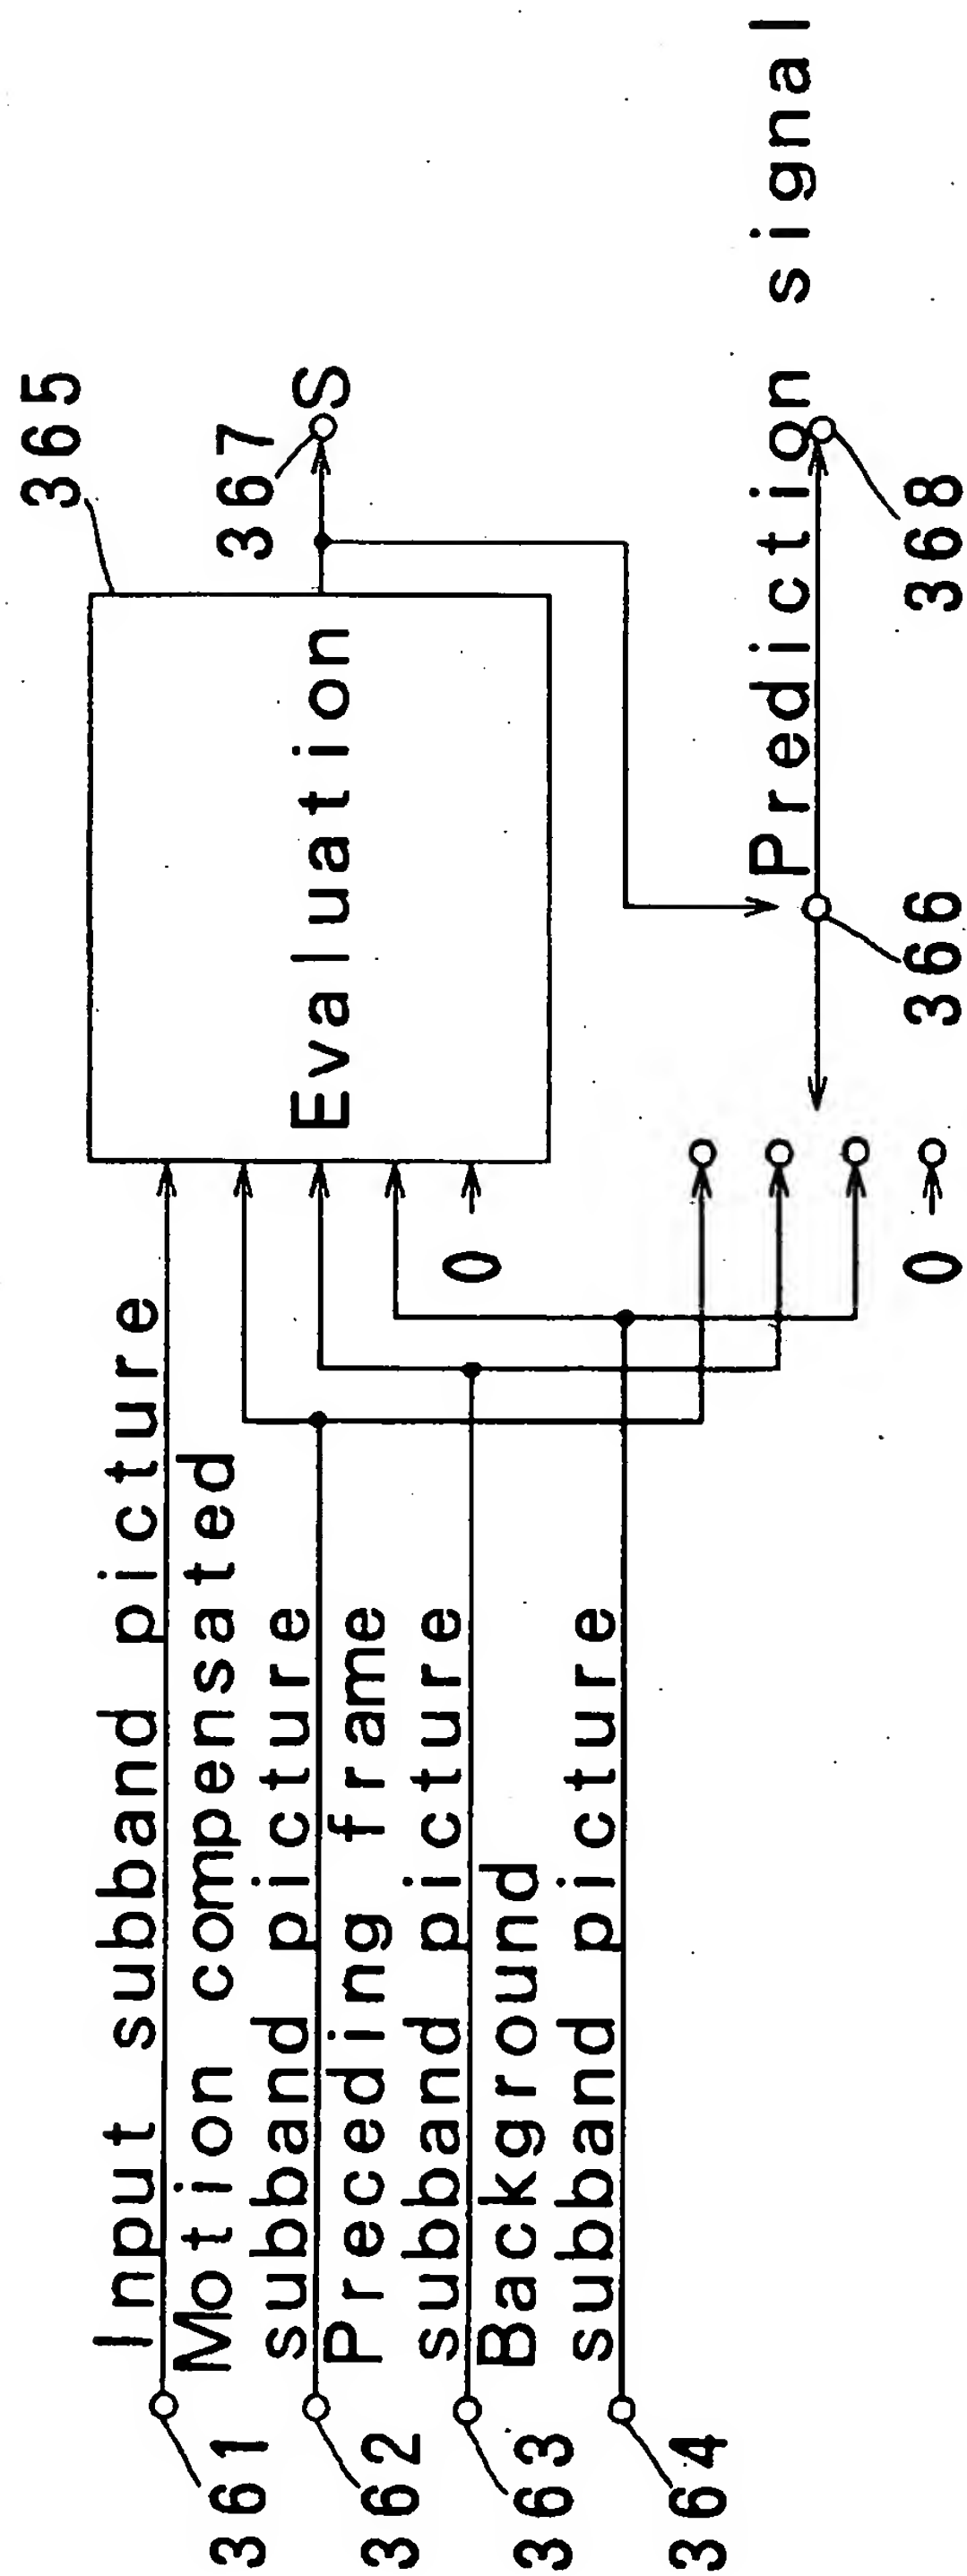 361
Input subband picture
362
Motion compensated
subband picture
363
Preceding frame
subband picture
364
Background
subband picture
0
Evaluation
365
367
S
0
366
Prediction signal
368